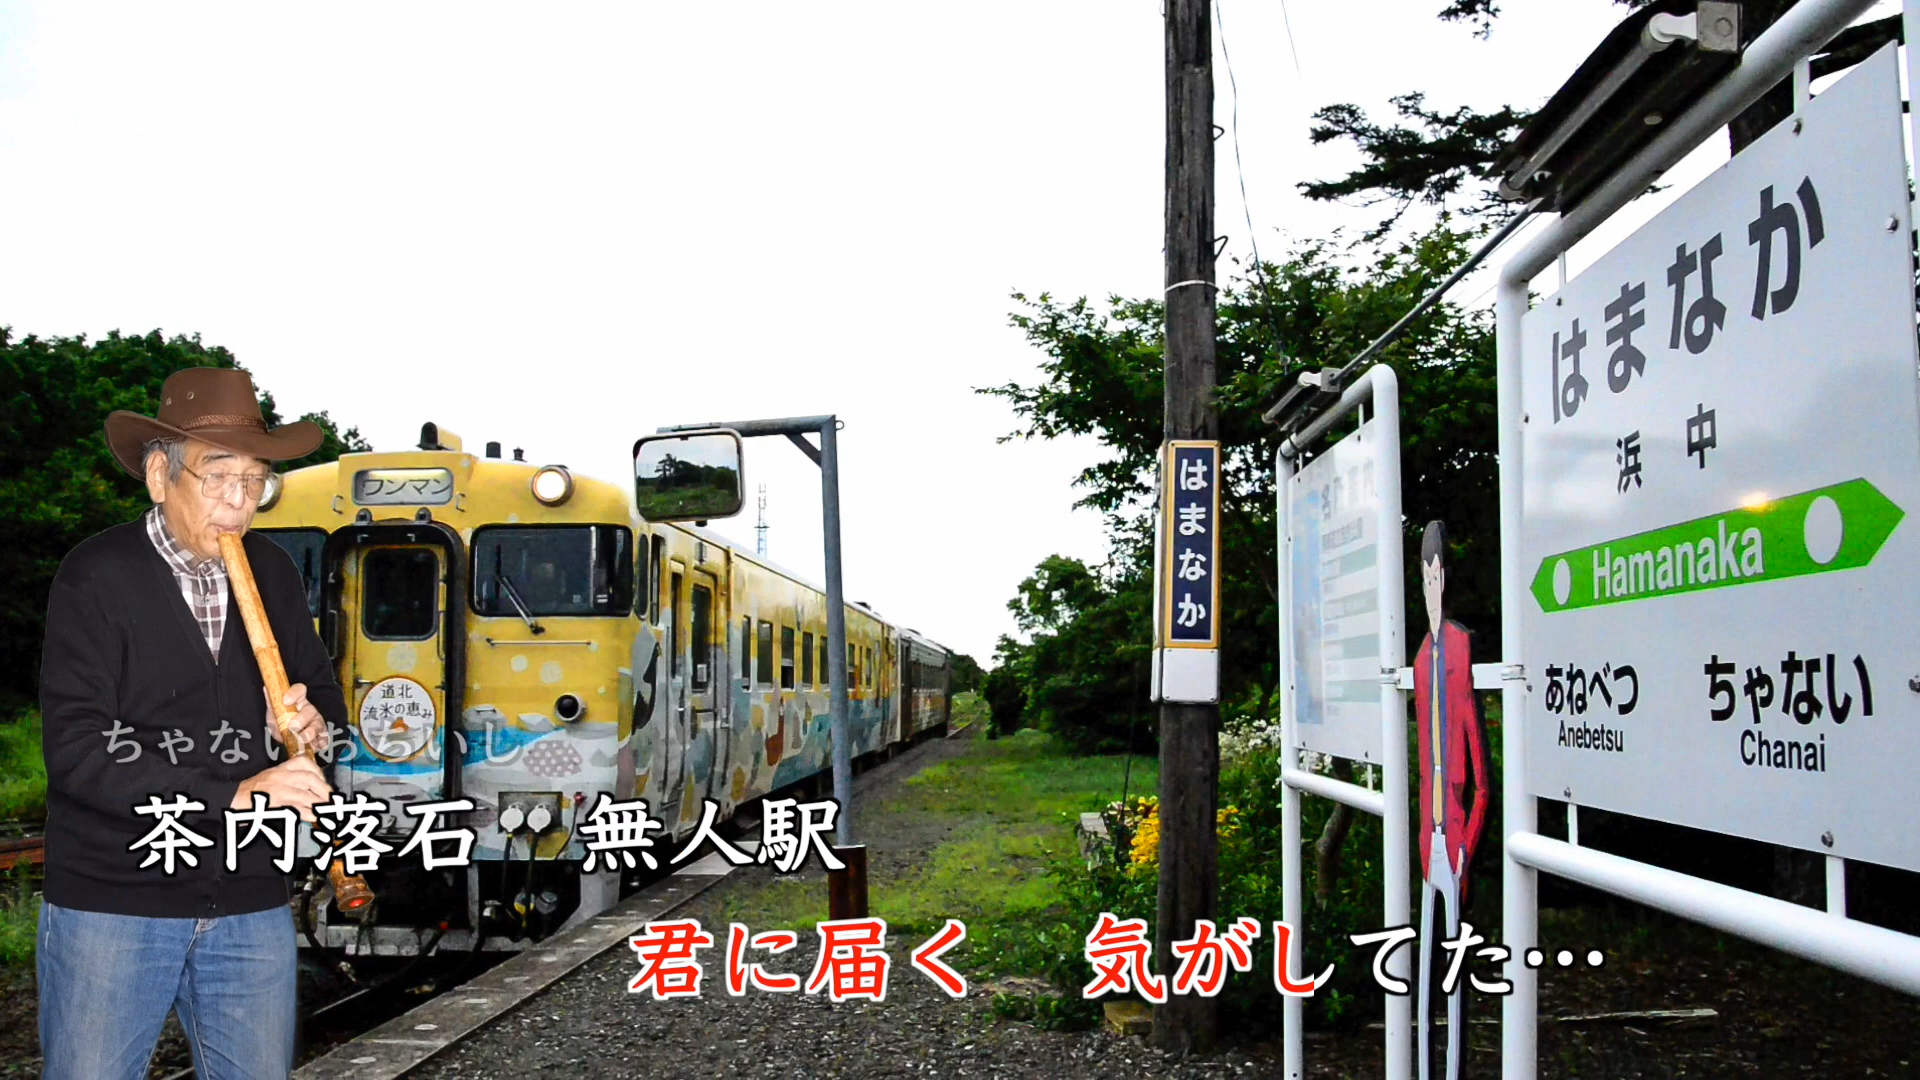 はまなか
浜中
Hamanaka
あねべつ
Anebetsu
ちゃない
Chanai
はまなか
ワンマン
道北
流氷の恵み
ちゃないおちいし
茶内落石 無人駅
君に届く 気がしてた…